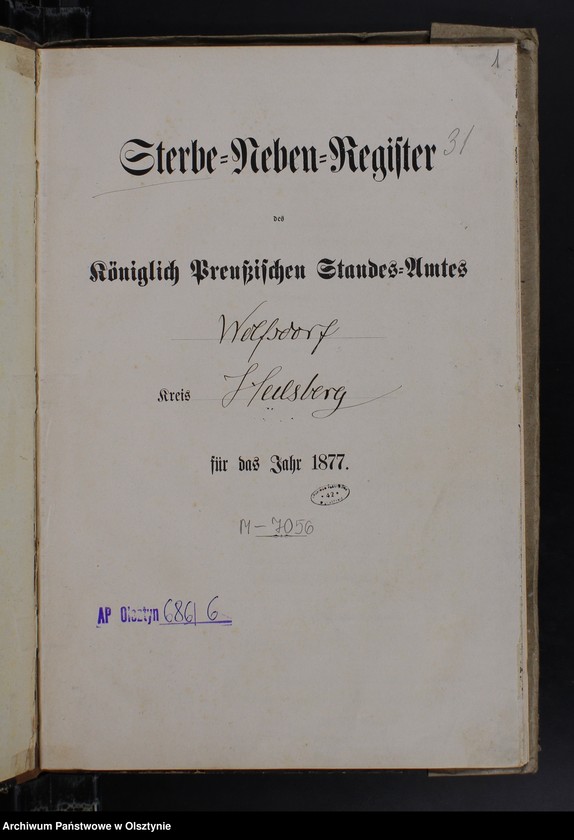 1
Sterbe=Neben=Register 31
des
Königlich Preußischen Standes=Amtes
Wolfsdorf
Kreis Heilsberg
für das Jahr 1877.
42
M-7056
AP Olsztyn 686/6
Archiwum Państwowe w Olsztynie